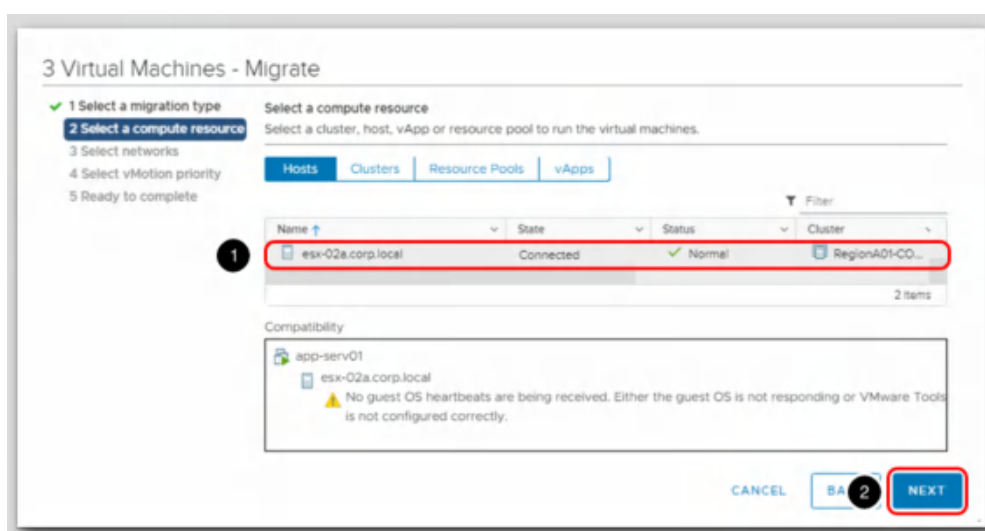 3 Virtual Machines - Migrate
1 Select a migration type
2 Select a compute resource
3 Select networks
4 Select vMotion priority
5 Ready to complete
Select a compute resource
Select a cluster, host, vApp or resource pool to run the virtual machines.
Hosts Clusters Resource Pools vApps
Filter
Name State Status Cluster
1 esx-02a.corp.local Connected Normal RegionA01-CO...
2 items
Compatibility
app-serv01
esx-02a.corp.local
No guest OS heartbeats are being received. Either the guest OS is not responding or VMware Tools
is not configured correctly.
CANCEL BA 2 NEXT